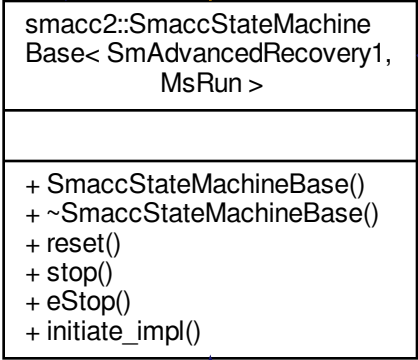 smacc2::SmaccStateMachine
Base< SmAdvancedRecovery1,
MsRun >
+ SmaccStateMachineBase()
+ ~SmaccStateMachineBase()
+ reset()
+ stop()
+ eStop()
+ initiate_impl()